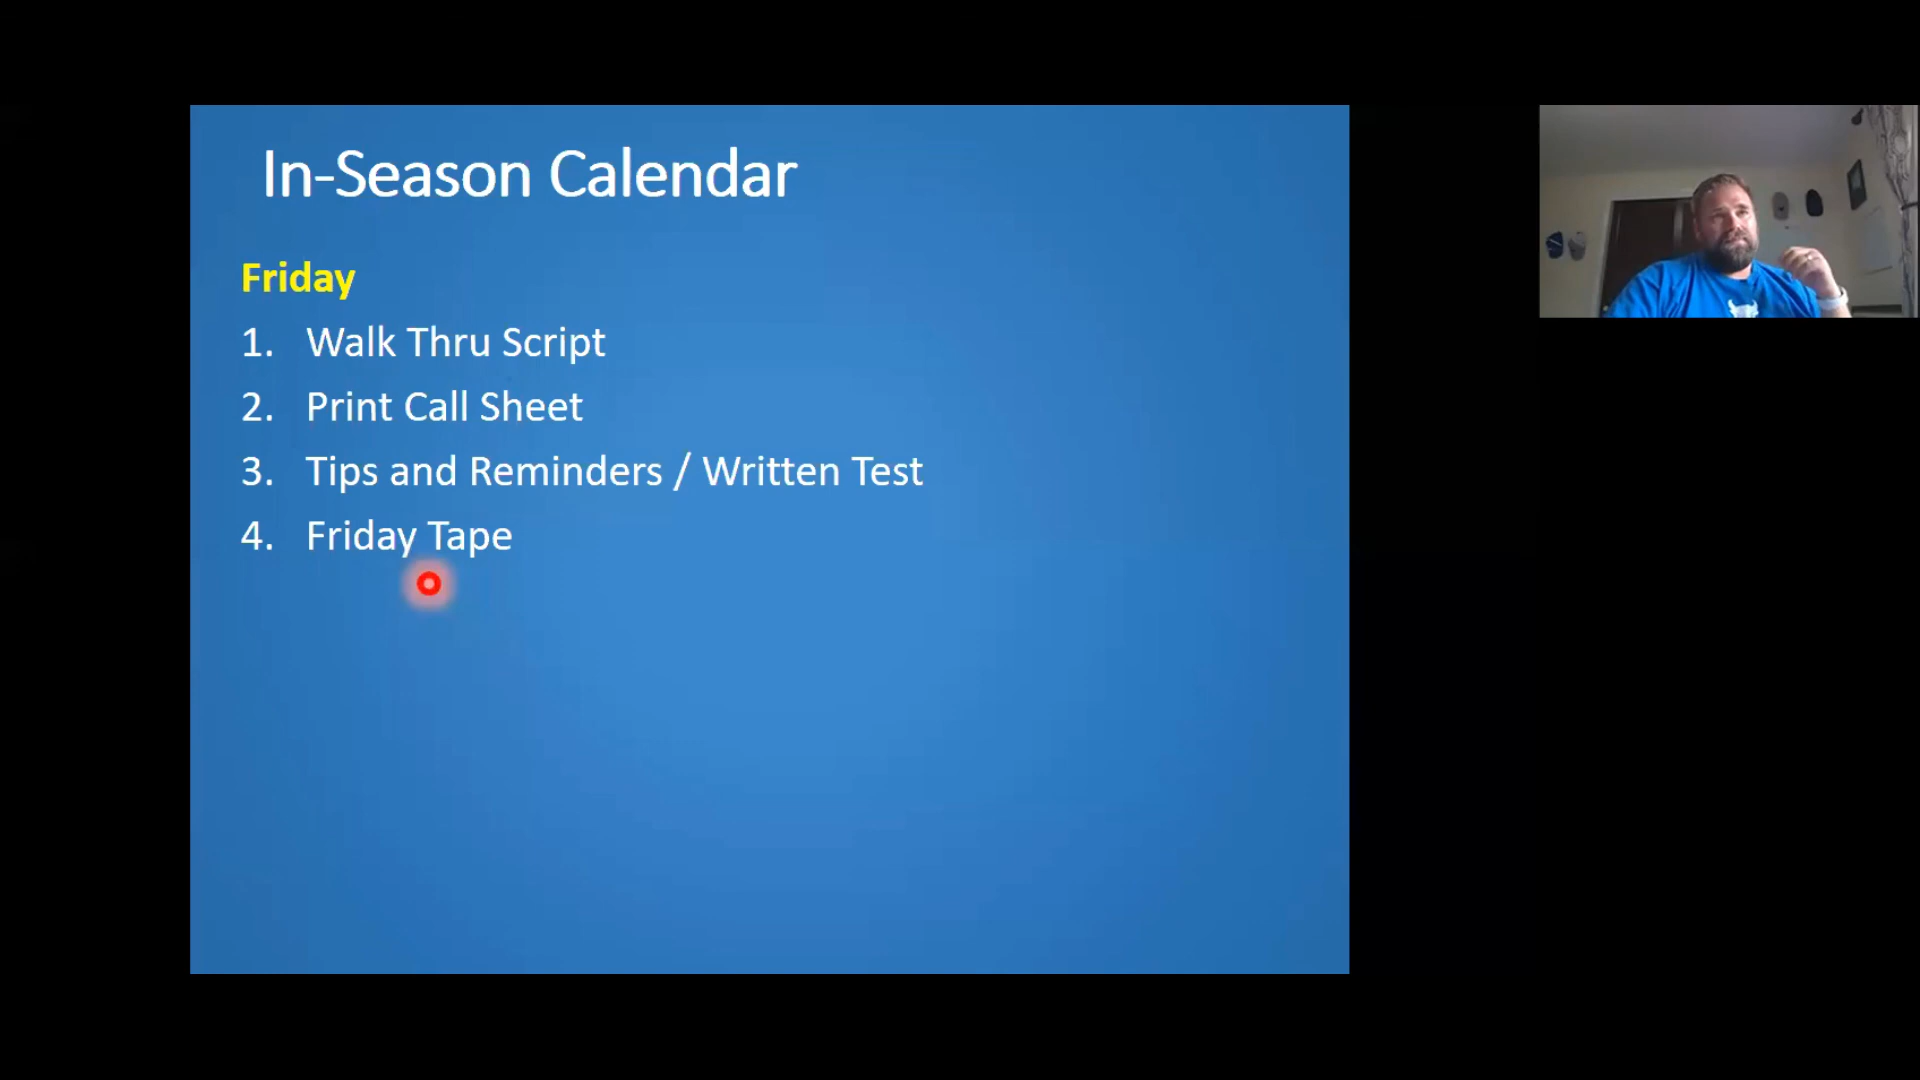 In-Season Calendar
Friday
1. Walk Thru Script
2. Print Call Sheet
3. Tips and Reminders / Written Test
4. Friday Tape